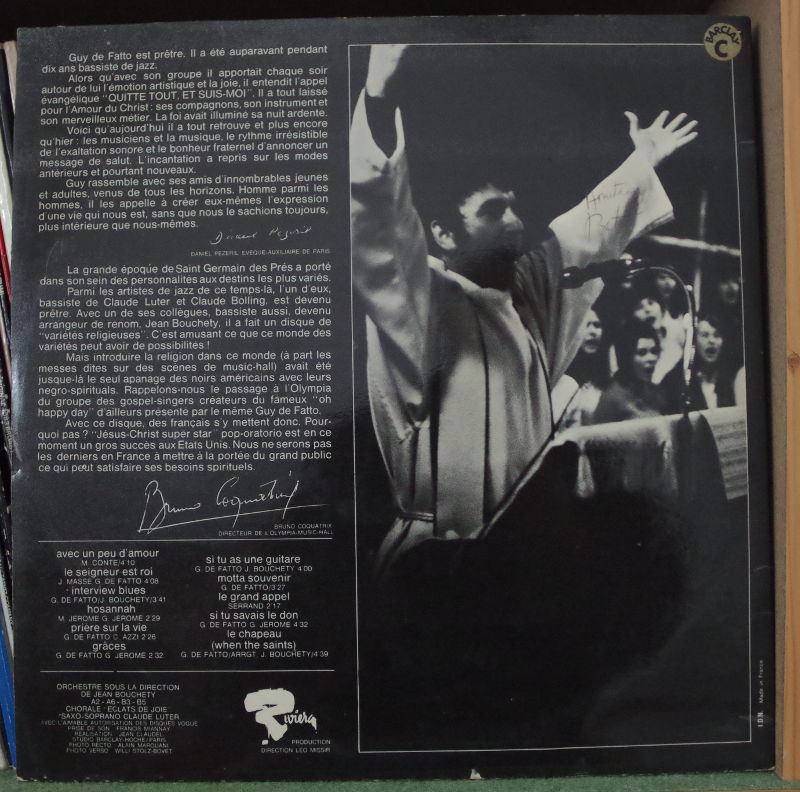 Guy de Fatto est prêtre. Il a été auparavant pendant
dix ans bassiste de jazz.
Alors qu'avec son groupe il apportait chaque soir
autour de lui l'émotion artistique et la joie, il entendit l'appel
évangélique "QUITTE TOUT, ET SUIS-MOI". Il a tout laissé
pour l'Amour du Christ : ses compagnons, son instrument et
son merveilleux métier. La foi avait illuminé sa nuit ardente.
Voici qu'aujourd'hui il a tout retrouvé et plus encore
qu'hier : les musiciens et la musique, le rythme irrésistible
de l'exaltation sonore et le bonheur fraternel d'annoncer un
message de salut. L'incantation a repris sur les modes
antérieurs et pourtant nouveaux.
Guy rassemble avec ses amis d'innombrables jeunes
et adultes, venus de tous les horizons. Homme parmi les
hommes, il les appelle à créer eux-mêmes l'expression
d'une vie qui nous est, sans que nous le sachions toujours,
plus intérieure que nous-mêmes.
Daniel Pezeril
DANIEL PEZERIL EVEQUE-AUXILIAIRE DE PARIS
La grande époque de Saint Germain des Prés a porté
dans son sein des personnalités aux destins les plus variés.
Parmi les artistes de jazz de ce temps-là, l'un d'eux,
bassiste de Claude Luter et Claude Bolling, est devenu
prêtre. Avec un de ses collègues, bassiste aussi, devenu
arrangeur de renom, Jean Bouchety, il a fait un disque de
"variétés religieuses". C'est amusant ce que ce monde des
variétés peut avoir de possibilités !
Mais introduire la religion dans ce monde (à part les
messes dites sur des scènes de music-hall) avait été
jusque-là le seul apanage des noirs américains avec leurs
negro-spirituals. Rappelons-nous le passage à l'Olympia
du groupe des gospel-singers créateurs du fameux "oh
happy day" d'ailleurs présenté par le même Guy de Fatto.
Avec ce disque, des français s'y mettent donc. Pour-
quoi pas ? "Jésus-Christ super star" pop-oratorio est en ce
moment un gros succès aux Etats Unis. Nous ne serons pas
les derniers en France à mettre à la portée du grand public
ce qui peut satisfaire ses besoins spirituels.
Bruno Coquatrix
BRUNO COQUATRIX
DIRECTEUR DE L'OLYMPIA-MUSIC-HALL
avec un peu d'amour
M. CONTE/4'10
le seigneur est roi
J. MASSE G. DE FATTO 4'08
interview blues
G. DE FATTO/J. BOUCHETY/3'41
hosannah
M. JEROME G. JEROME 2'29
prière sur la vie
G. DE FATTO C. AZZI 2'26
grâces
G. DE FATTO G. JEROME 2'32
si tu as une guitare
G. DE FATTO J. BOUCHETY 4'00
motta souvenir
G. DE FATTO/3'27
le grand appel
SERRAND 2'17
si tu savais le don
G. DE FATTO G. JEROME 4'32
le chapeau
(when the saints)
G. DE FATTO/ARRGT. J. BOUCHETY/4'39
ORCHESTRE SOUS LA DIRECTION
DE JEAN BOUCHETY
A2 - A6 - B3 - B5
CHORALE "ECLATS DE JOIE"
SAXO-SOPRANO CLAUDE LUTER
AVEC L'AIMABLE AUTORISATION DES DISQUES VOGUE
PRISE DE SON FRANCIS MIANNAY
REALISATION JEAN CLAUDEL
STUDIO BARCLAY-HOCHE/PARIS
PHOTO RECTO ALAIN MAROUANI
PHOTO VERSO WILLI STOLZ-BOVET
Riviera
PRODUCTION
DIRECTION LEO MISSIR
BARCLAY
C
I.D.N. Made in France